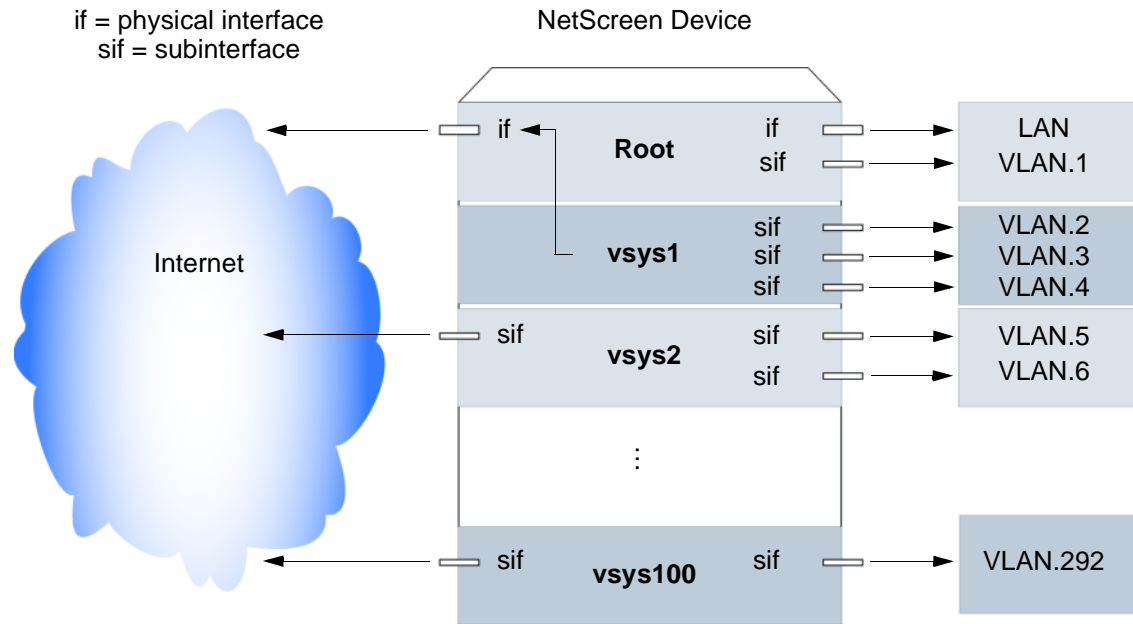 if = physical interface
sif = subinterface
NetScreen Device
Internet
if
Root
if
sif
LAN
VLAN.1
vsys1
sif
sif
sif
VLAN.2
VLAN.3
VLAN.4
sif
vsys2
sif
sif
VLAN.5
VLAN.6
⋮
sif
vsys100
sif
VLAN.292